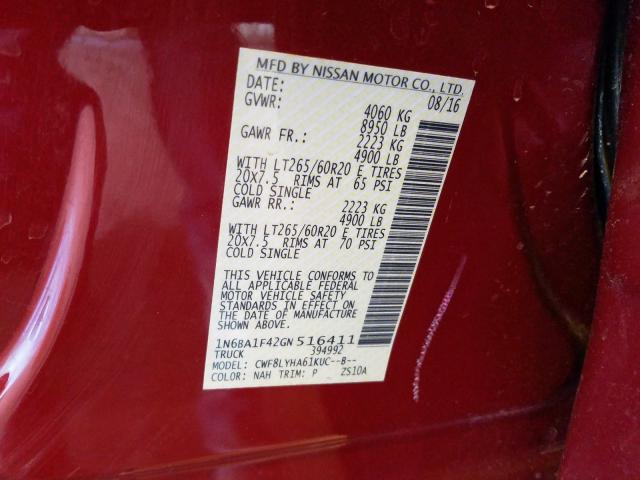 MFD BY NISSAN MOTOR CO., LTD.
DATE: 08/16
GVWR: 4060 KG
8950 LB
GAWR FR.: 2223 KG
4900 LB
WITH LT265/60R20 E TIRES
20X7.5 RIMS AT 65 PSI
COLD SINGLE
GAWR RR.: 2223 KG
4900 LB
WITH LT265/60R20 E TIRES
20X7.5 RIMS AT 70 PSI
COLD SINGLE
THIS VEHICLE CONFORMS TO
ALL APPLICABLE FEDERAL
MOTOR VEHICLE SAFETY
STANDARDS IN EFFECT ON
THE DATE OF MANUFACTURE
SHOWN ABOVE.
1N6BA1F42GN516411
TRUCK 394992
MODEL: CWF8LYHA61KUC--B--
COLOR: NAH TRIM: P ZS10A